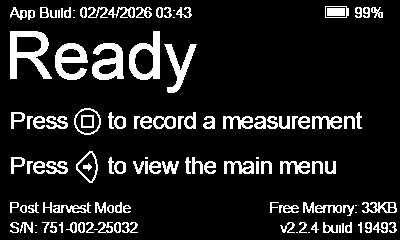 App Build: 02/24/2026 03:43 99%
Ready
Press to record a measurement
Press to view the main menu
Post Harvest Mode Free Memory: 33KB
S/N: 751-002-25032 v2.2.4 build 19493